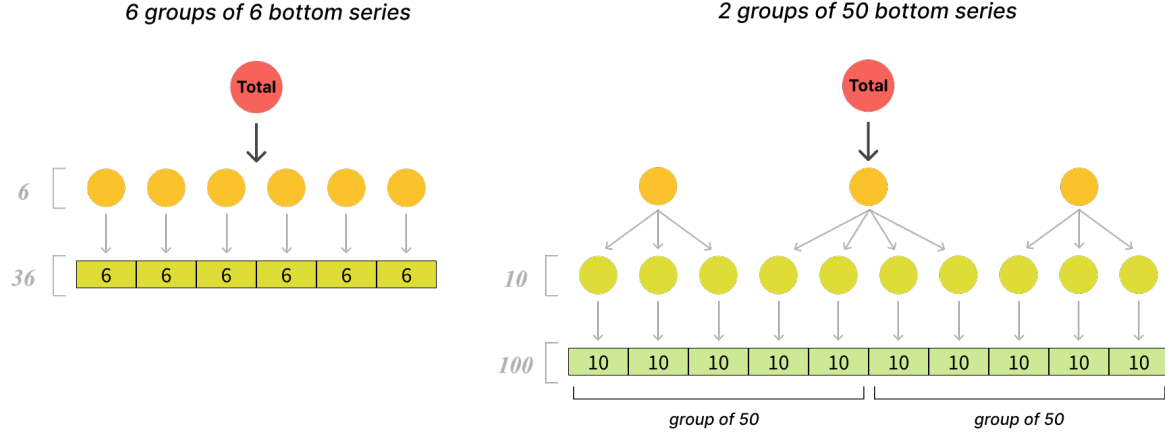 6 groups of 6 bottom series
Total
6
36
6 6 6 6 6 6
2 groups of 50 bottom series
Total
10
100
10 10 10 10 10 10 10 10 10 10
group of 50
group of 50